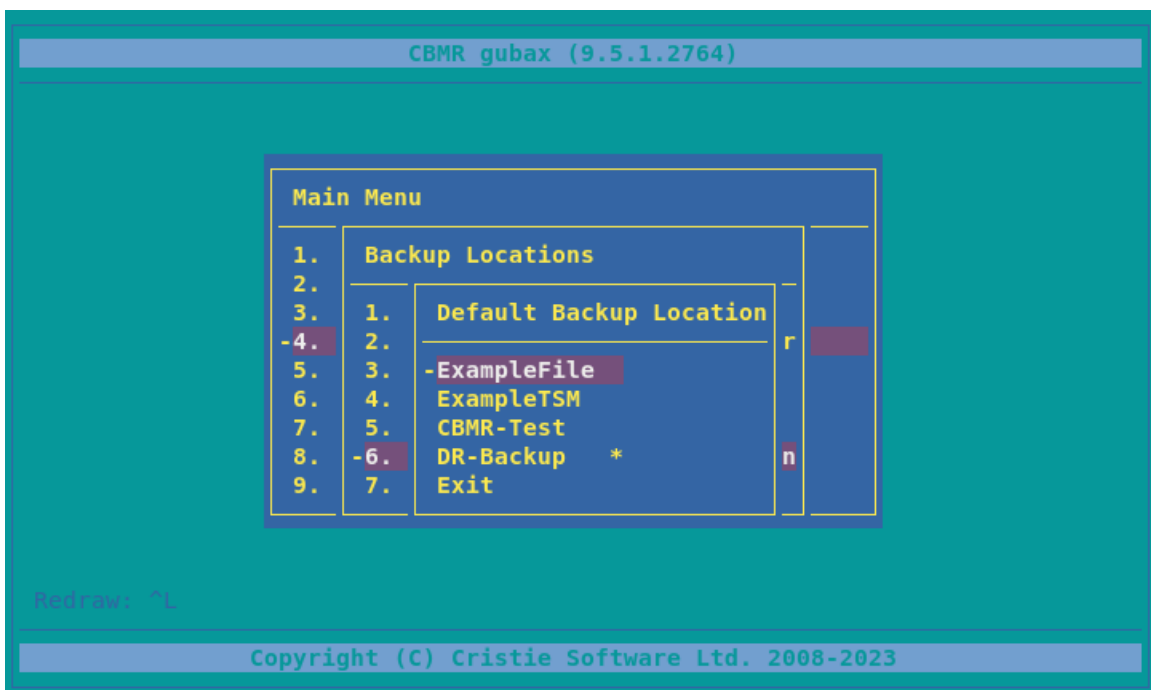 CBMR gubax (9.5.1.2764)
Main Menu
1. Backup Locations
2.
3. 1. Default Backup Location
-4. 2. r
5. 3. -ExampleFile
6. 4. ExampleTSM
7. 5. CBMR-Test
8. -6. DR-Backup * n
9. 7. Exit
Redraw: ^L
Copyright (C) Cristie Software Ltd. 2008-2023